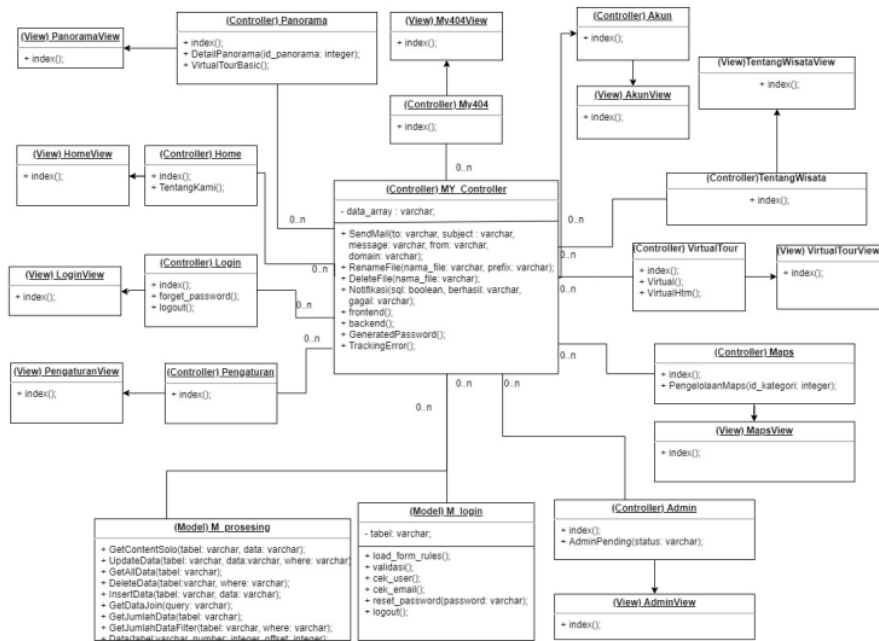 (Controller) Panorama
+ index();
+ DetailPanorama(id_panorama: integer);
+ VirtualTourBasic();
(View) PanoramaView
+ index();
(View) My404View
+ index();
(Controller) My404
+ index();
(Controller) Akun
+ index();
(View) AkunView
+ index();
(View)TentangWisataView
+ index();
(Controller)TentangWisata
+ index();
(View) HomeView
+ index();
(Controller) Home
+ index();
+ TentangKami();
(Controller) MY_Controller
- data_array : varchar;
+ SendMail(to: varchar, subject : varchar,
message: varchar, from: varchar,
domain: varchar);
+ RenameFile(nama_file: varchar, prefix: varchar);
+ DeleteFile(nama_file: varchar);
+ Notifikasi(sql: boolean, berhasil: varchar,
gagal: varchar);
+ frontend();
+ backend();
+ GeneratedPassword();
+ TrackingError();
0..n
0..n
0..n
0..n
0..n
0..n
0..n
0..n
0..n
0..n
0..n
0..n
(View) LoginView
+ index();
(Controller) Login
+ index();
+ forget_password();
+ logout();
(Controller) VirtualTour
+ index();
+ Virtual();
+ VirtualHtm();
(View) VirtualTourView
+ index();
(View) PengaturanView
+ index();
(Controller) Pengaturan
+ index();
(Controller) Maps
+ index();
+ PengelolaanMaps(id_kategori: integer);
(View) MapsView
+ index();
(Model) M_prosesing
+ GetContentSolo(tabel: varchar, data: varchar);
+ UpdateData(tabel: varchar, data:varchar, where: varchar)
+ GetAllData(tabel: varchar);
+ DeleteData(tabel:varchar, where: varchar);
+ InsertData(tabel: varchar, data: varchar);
+ GetDataJoin(query: varchar);
+ GetJumlahData(tabel: varchar);
+ GetJumlahDataFilter(tabel: varchar, where: varchar);
+ Data(tabel:varchar, number: integer, offset: integer);
(Model) M_login
- tabel: varchar;
+ load_form_rules();
+ validasi();
+ cek_user();
+ cek_email();
+ reset_password(password: varchar);
+ logout();
(Controller) Admin
+ index();
+ AdminPending(status: varchar);
(View) AdminView
+ index();